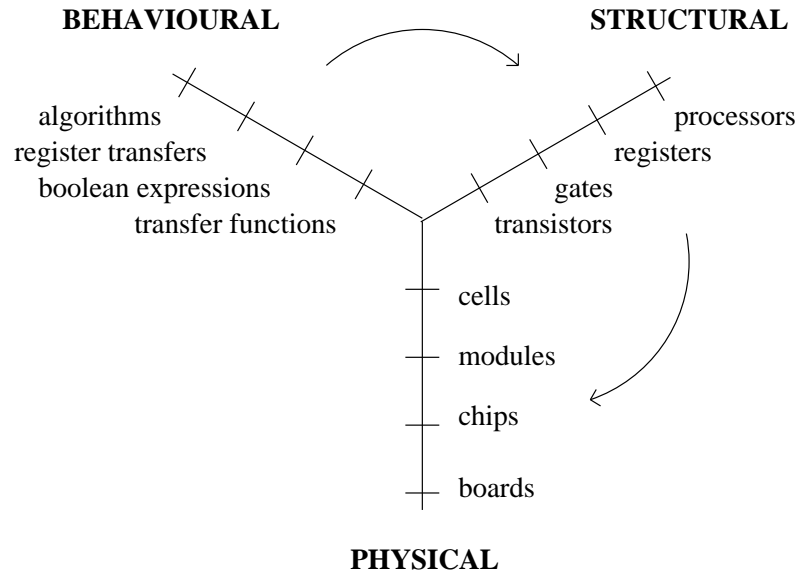 BEHAVIOURAL
STRUCTURAL
algorithms
register transfers
boolean expressions
transfer functions
processors
registers
gates
transistors
cells
modules
chips
boards
PHYSICAL